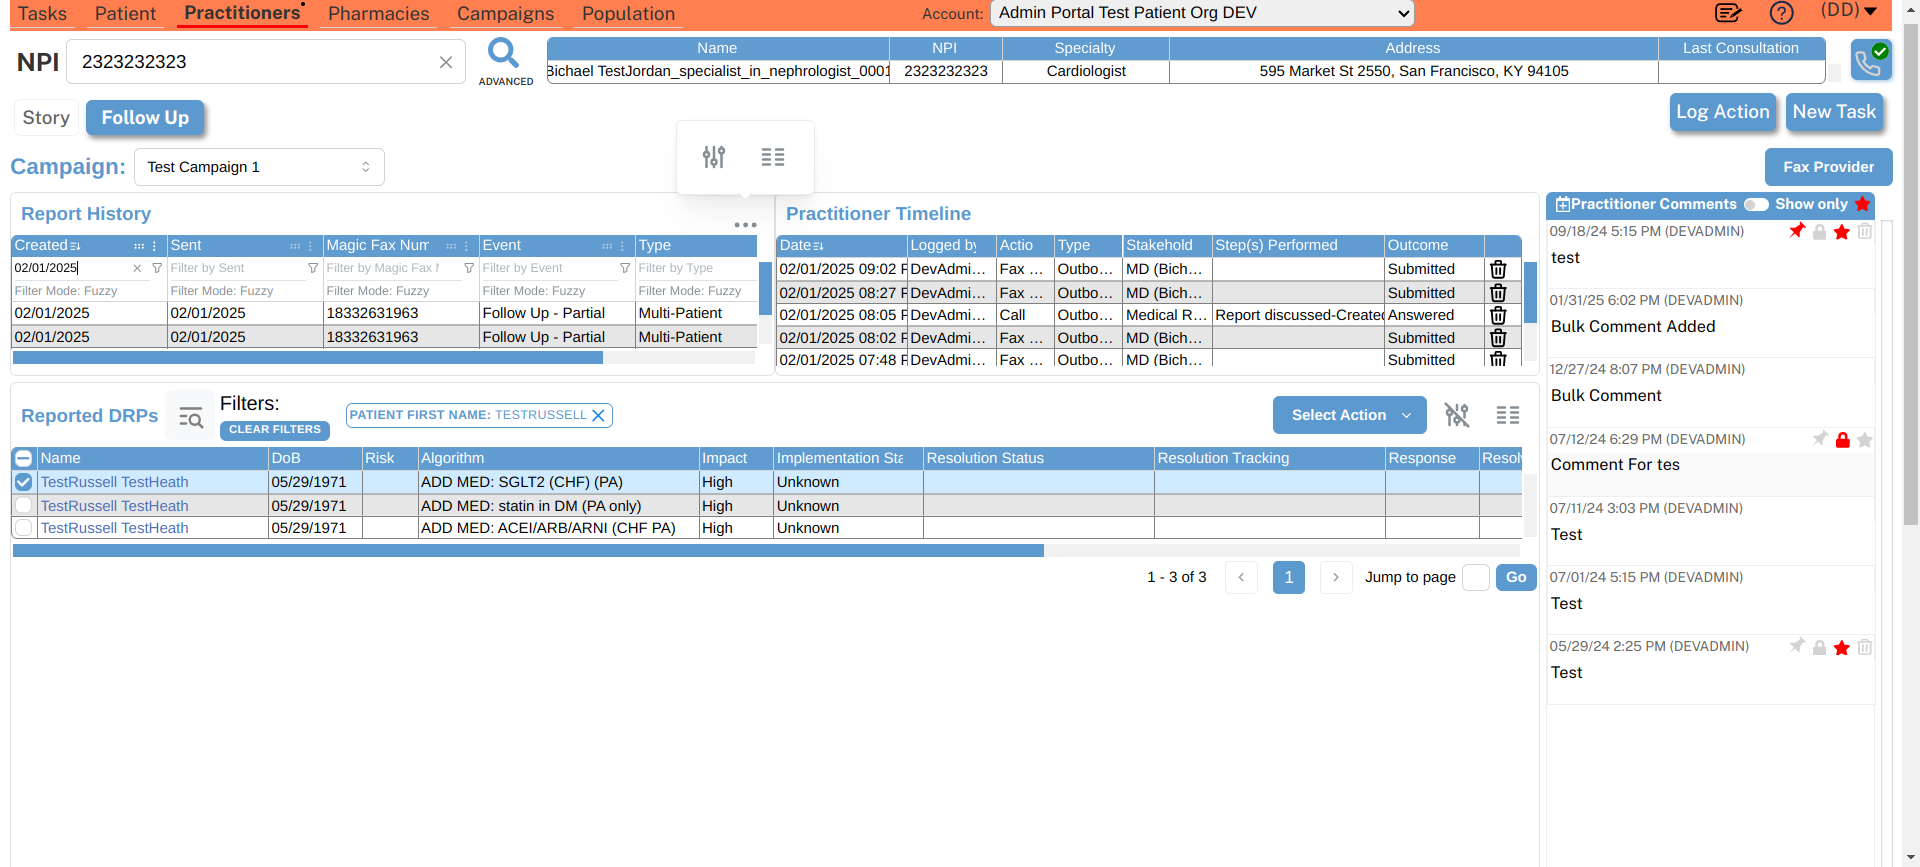 Tasks Patient Practitioners Pharmacies Campaigns Population Account: Admin Portal Test Patient Org DEV (DD)
NPI 2323232323 ADVANCED
Name NPI Specialty Address Last Consultation
Bichael TestJordan_specialist_in_nephrologist_0001 2323232323 Cardiologist 595 Market St 2550, San Francisco, KY 94105
Story Follow Up Log Action New Task
Campaign: Test Campaign 1 Fax Provider
Report History
Created Sent Magic Fax Num Event Type
02/01/2025 Filter by Sent Filter by Magic Fax N Filter by Event Filter by Type
Filter Mode: Fuzzy Filter Mode: Fuzzy Filter Mode: Fuzzy Filter Mode: Fuzzy Filter Mode: Fuzzy
02/01/2025 02/01/2025 18332631963 Follow Up - Partial Multi-Patient
02/01/2025 02/01/2025 18332631963 Follow Up - Partial Multi-Patient
Practitioner Timeline
Date Logged by Actio Type Stakehold Step(s) Performed Outcome
02/01/2025 09:02 P DevAdmi... Fax ... Outbo... MD (Bich... Submitted
02/01/2025 08:27 P DevAdmi... Fax ... Outbo... MD (Bich... Submitted
02/01/2025 08:05 P DevAdmi... Call Outbo... Medical R... Report discussed-Created Answered
02/01/2025 08:02 P DevAdmi... Fax ... Outbo... MD (Bich... Submitted
02/01/2025 07:48 P DevAdmi... Fax ... Outbo... MD (Bich... Submitted
Practitioner Comments Show only
09/18/24 5:15 PM (DEVADMIN)
test
01/31/25 6:02 PM (DEVADMIN)
Bulk Comment Added
12/27/24 8:07 PM (DEVADMIN)
Bulk Comment
07/12/24 6:29 PM (DEVADMIN)
Comment For tes
07/11/24 3:03 PM (DEVADMIN)
Test
07/01/24 5:15 PM (DEVADMIN)
Test
05/29/24 2:25 PM (DEVADMIN)
Test
Reported DRPs Filters: CLEAR FILTERS PATIENT FIRST NAME: TESTRUSSELL Select Action
Name DoB Risk Algorithm Impact Implementation Sta Resolution Status Resolution Tracking Response Resolv
TestRussell TestHeath 05/29/1971 ADD MED: SGLT2 (CHF) (PA) High Unknown
TestRussell TestHeath 05/29/1971 ADD MED: statin in DM (PA only) High Unknown
TestRussell TestHeath 05/29/1971 ADD MED: ACEI/ARB/ARNI (CHF PA) High Unknown
1 - 3 of 3 1 Jump to page Go